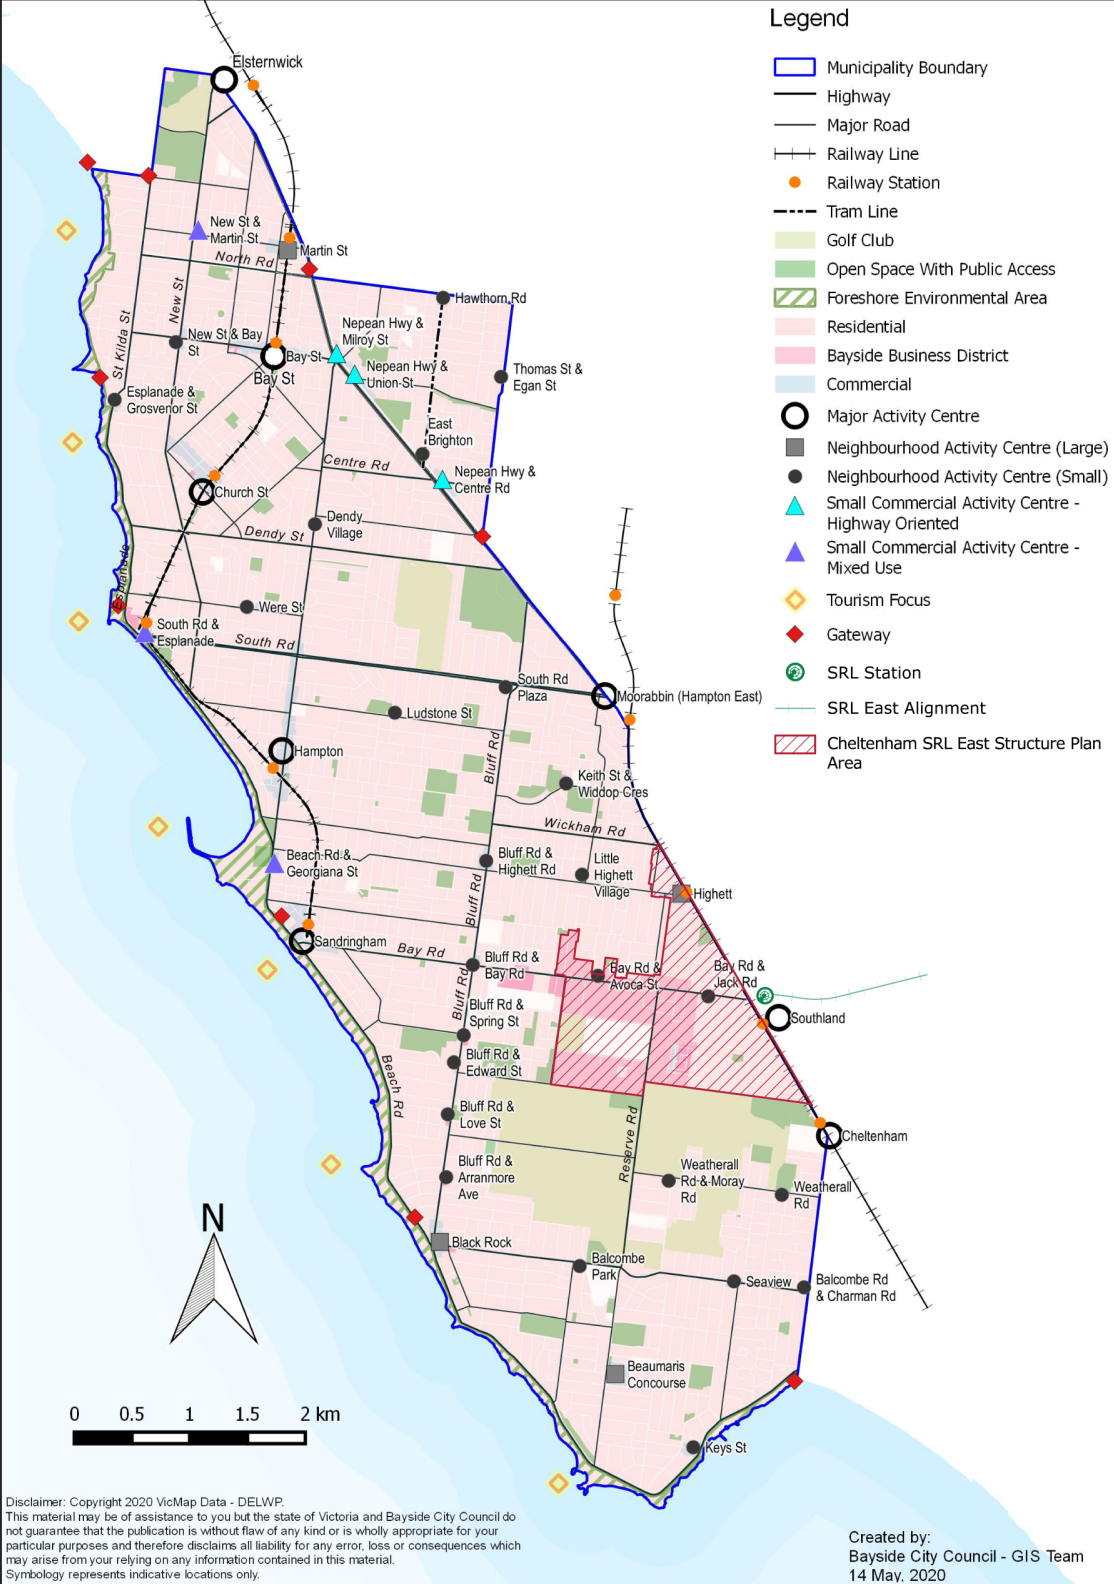 Legend
Municipality Boundary
Highway
Major Road
Railway Line
Railway Station
Tram Line
Golf Club
Open Space With Public Access
Foreshore Environmental Area
Residential
Bayside Business District
Commercial
Major Activity Centre
Neighbourhood Activity Centre (Large)
Neighbourhood Activity Centre (Small)
Small Commercial Activity Centre -
Highway Oriented
Small Commercial Activity Centre -
Mixed Use
Tourism Focus
Gateway
SRL Station
SRL East Alignment
Cheltenham SRL East Structure Plan
Area
Elsternwick
New St &
Martin St
Martin St
North Rd
Hawthorn Rd
New St
St Kilda St
New St & Bay
St
Bay St
Bay St
Nepean Hwy &
Milroy St
Nepean Hwy &
Union St
Thomas St &
Egan St
Esplanade &
Grosvenor St
East
Brighton
Centre Rd
Nepean Hwy &
Centre Rd
Church St
Dendy
Village
Dendy St
Esplanade
Were St
South Rd &
Esplanade
South Rd
South Rd
Plaza
Moorabbin (Hampton East)
Ludstone St
Hampton
Bluff Rd
Keith St &
Widdop Cres
Wickham Rd
Beach Rd &
Georgiana St
Bluff Rd &
Highett Rd
Little
Highett
Village
Highett
Bluff Rd
Sandringham
Bay Rd
Bluff Rd &
Bay Rd
Bay Rd &
Avoca St
Bay Rd &
Jack Rd
Bluff Rd
Southland
Bluff Rd &
Spring St
Bluff Rd &
Edward St
Beach Rd
Bluff Rd &
Love St
Reserve Rd
Cheltenham
Bluff Rd &
Arranmore
Ave
Weatherall
Rd & Moray
Rd
Weatherall
Rd
Black Rock
Balcombe
Park
Seaview
Balcombe Rd
& Charman Rd
Beaumaris
Concourse
Keys St
N
0 0.5 1 1.5 2 km
Disclaimer: Copyright 2020 VicMap Data - DELWP.
This material may be of assistance to you but the state of Victoria and Bayside City Council do
not guarantee that the publication is without flaw of any kind or is wholly appropriate for your
particular purposes and therefore disclaims all liability for any error, loss or consequences which
may arise from your relying on any information contained in this material.
Symbology represents indicative locations only.
Created by:
Bayside City Council - GIS Team
14 May, 2020